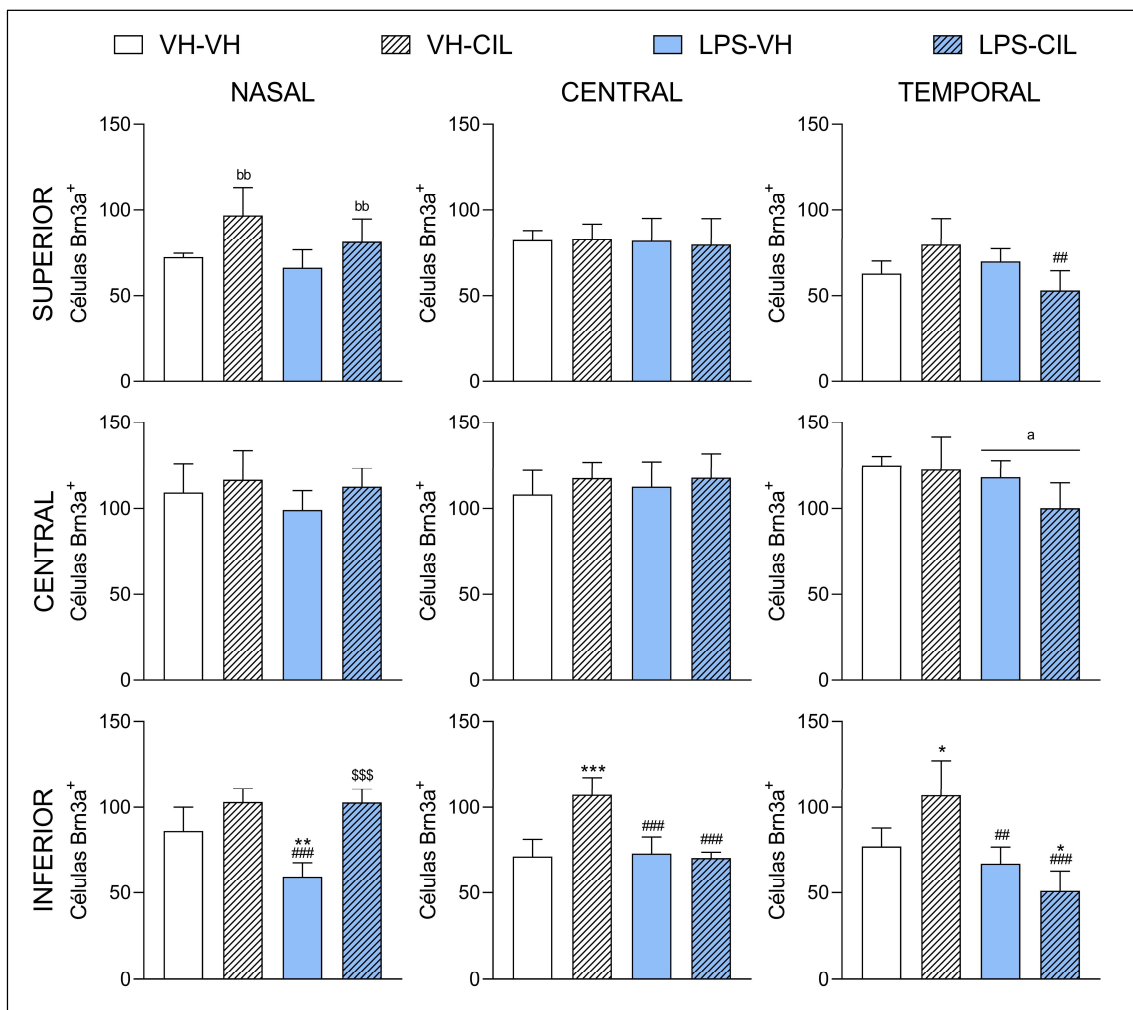 VH-VH VH-CIL LPS-VH LPS-CIL
NASAL CENTRAL TEMPORAL
SUPERIOR
Células Brn3a+
150
100
50
0
bb
bb
Células Brn3a+
150
100
50
0
Células Brn3a+
150
100
50
0
##
CENTRAL
Células Brn3a+
150
100
50
0
Células Brn3a+
150
100
50
0
Células Brn3a+
150
100
50
0
a
INFERIOR
Células Brn3a+
150
100
50
0
**
###
$$$
Células Brn3a+
150
100
50
0
***
###
###
Células Brn3a+
150
100
50
0
*
##
*
###